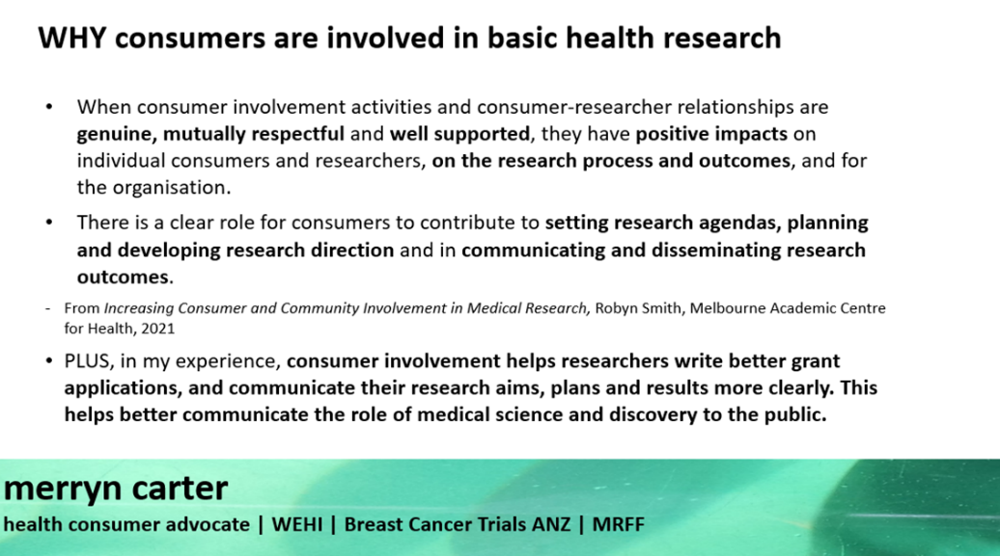 WHY consumers are involved in basic health research
• When consumer involvement activities and consumer-researcher relationships are
genuine, mutually respectful and well supported, they have positive impacts on
individual consumers and researchers, on the research process and outcomes, and for
the organisation.
• There is a clear role for consumers to contribute to setting research agendas, planning
and developing research direction and in communicating and disseminating research
outcomes.
- From Increasing Consumer and Community Involvement in Medical Research, Robyn Smith, Melbourne Academic Centre
for Health, 2021
• PLUS, in my experience, consumer involvement helps researchers write better grant
applications, and communicate their research aims, plans and results more clearly. This
helps better communicate the role of medical science and discovery to the public.
merryn carter
health consumer advocate | WEHI | Breast Cancer Trials ANZ | MRFF